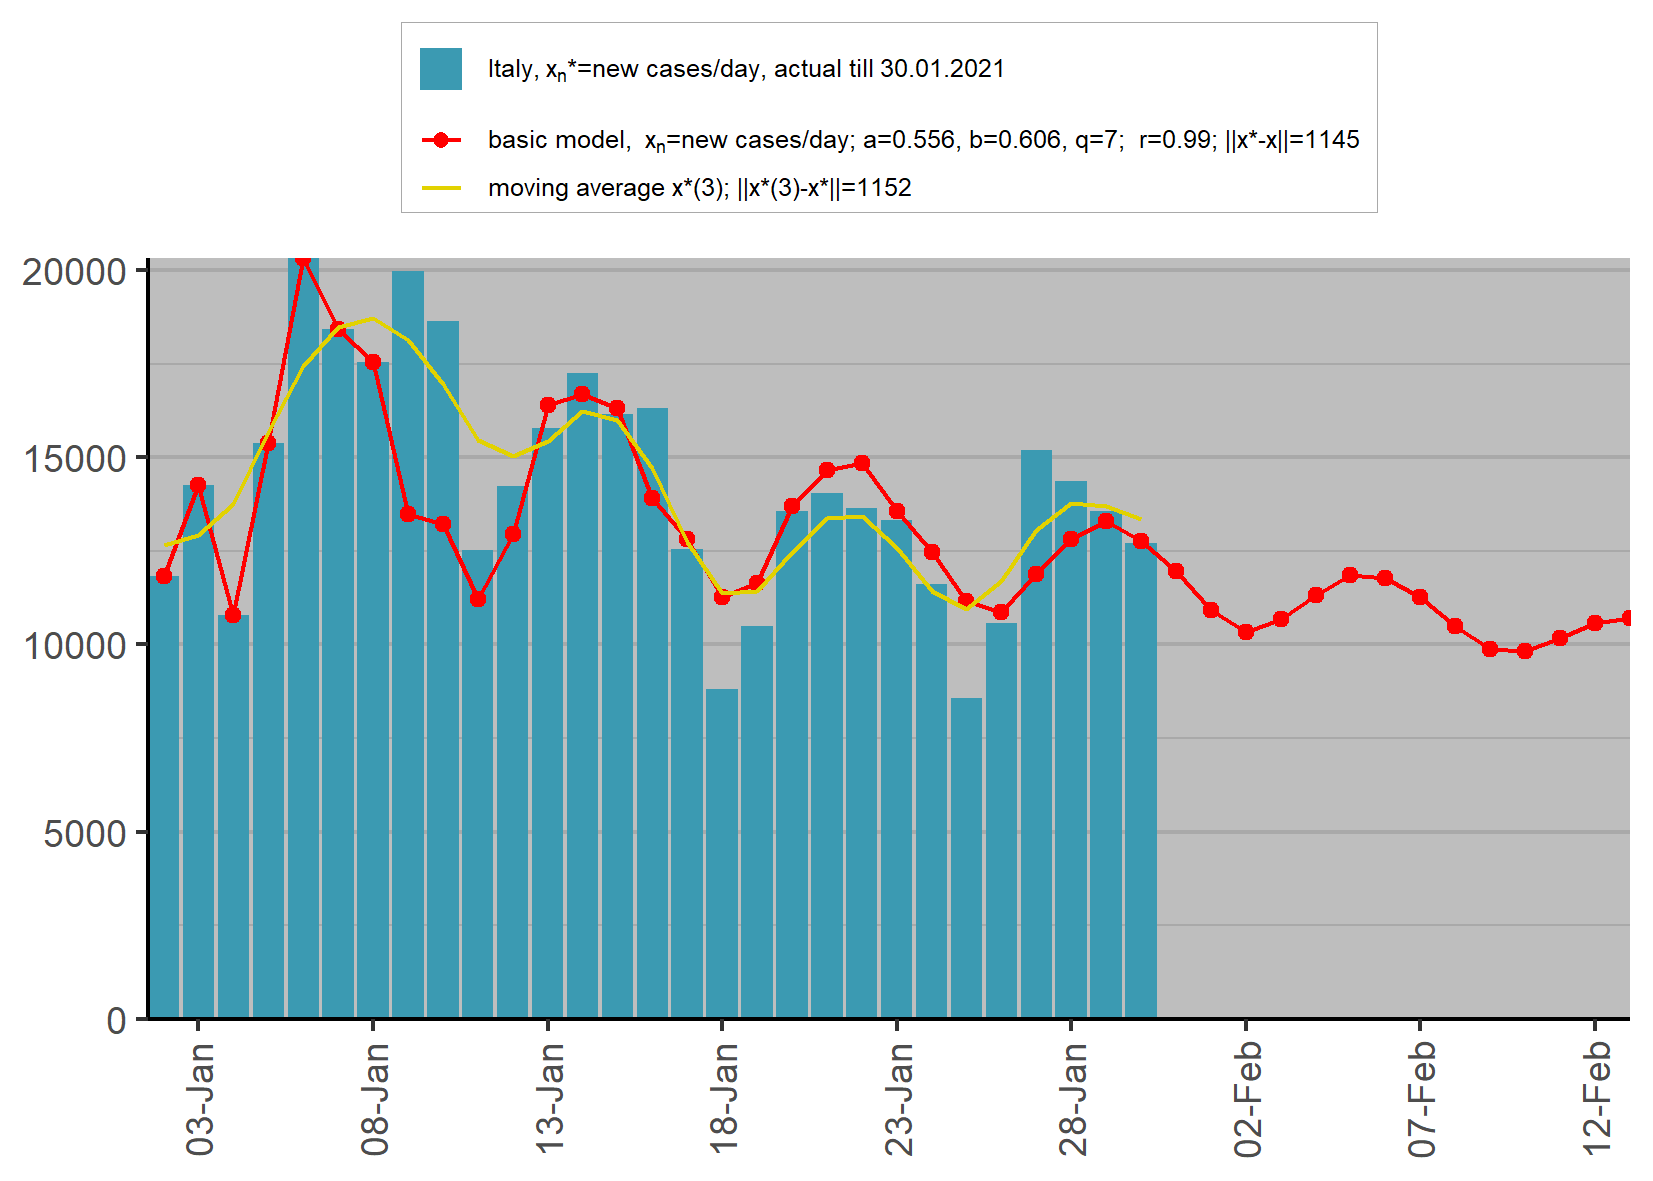 Italy, xₙ*=new cases/day, actual till 30.01.2021
basic model,  xₙ=new cases/day; a=0.556, b=0.606, q=7;  r=0.99; ||x*-x||=1145
moving average x*(3); ||x*(3)-x*||=1152
20000
15000
10000
5000
0
03-Jan
08-Jan
13-Jan
18-Jan
23-Jan
28-Jan
02-Feb
07-Feb
12-Feb